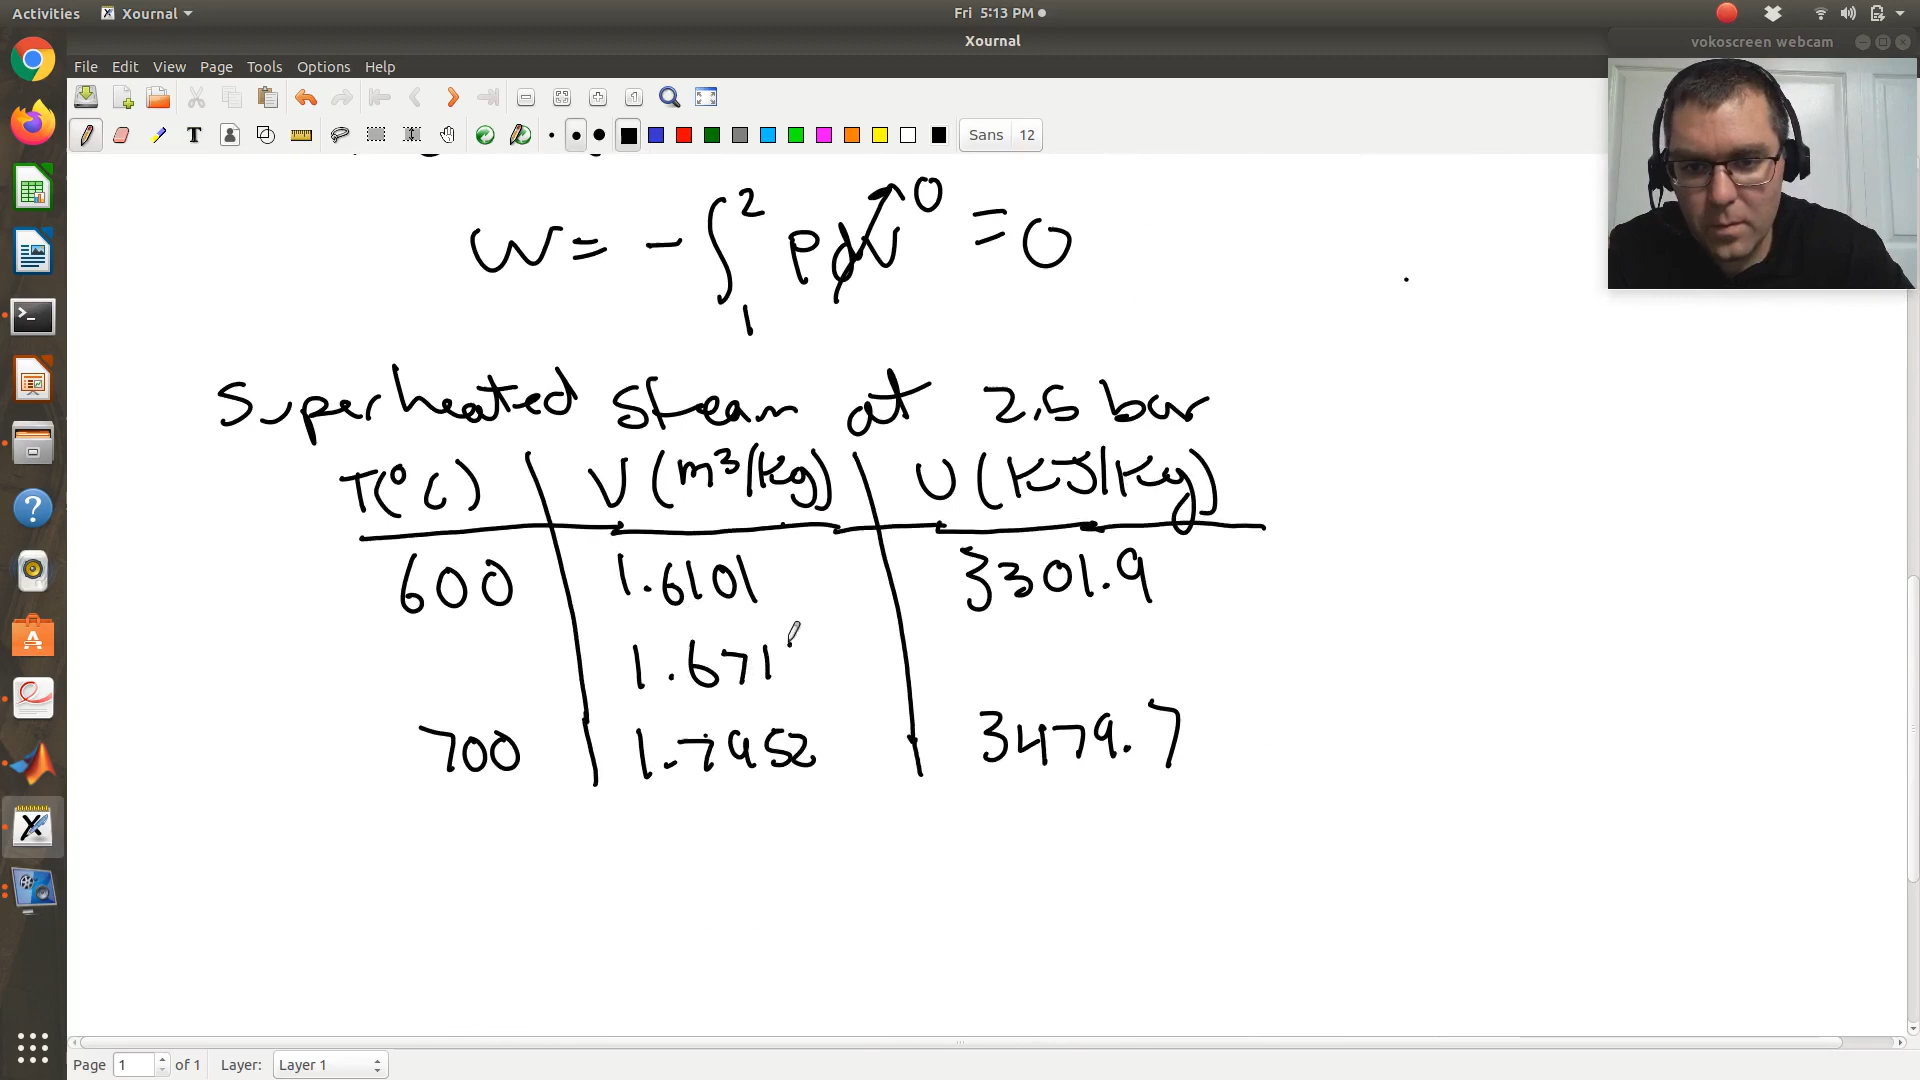 Activities Xournal Fri 5:13 PM
Xournal
vokoscreen webcam
File Edit View Page Tools Options Help
Sans 12
W = - ∫₁² PdV⁰ = 0
Superheated Steam at 2.5 bar
T(°C) V (m³/kg) U (KJ/Kg)
600 1.6101 3301.9
1.671
700 1.7952 3479.7
Page 1 of 1 Layer: Layer 1